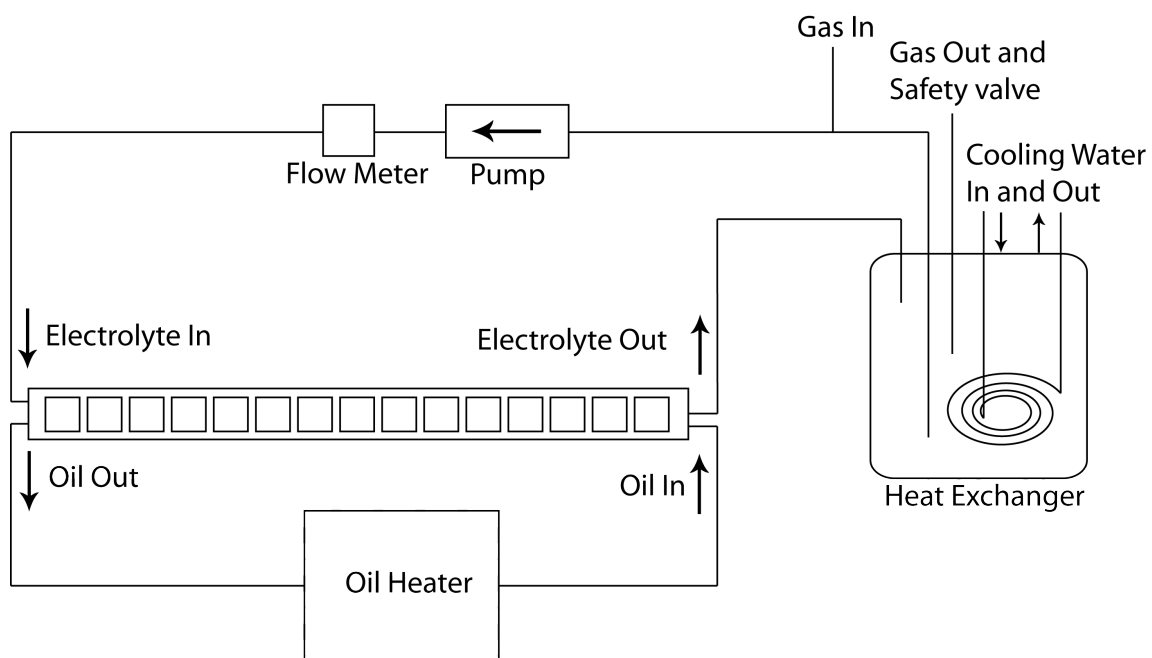 Gas In
Gas Out and
Safety valve
Cooling Water
In and Out
Flow Meter
Pump
Electrolyte In
Electrolyte Out
Oil Out
Oil In
Heat Exchanger
Oil Heater